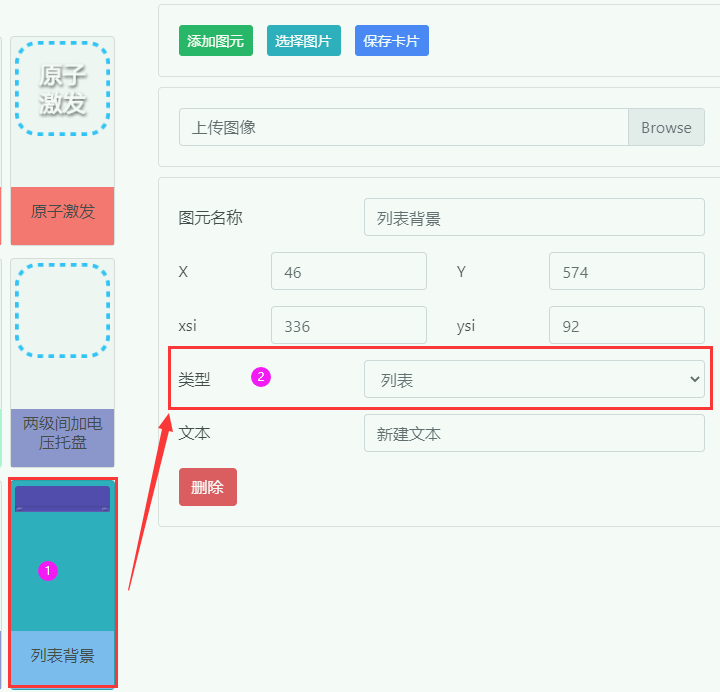 原子
激发
原子激发
两级间加电
压托盘
1
列表背景
添加图元
选择图片
保存卡片
上传图像
Browse
图元名称
列表背景
X
46
Y
574
xsi
336
ysi
92
类型
2
列表
文本
新建文本
删除